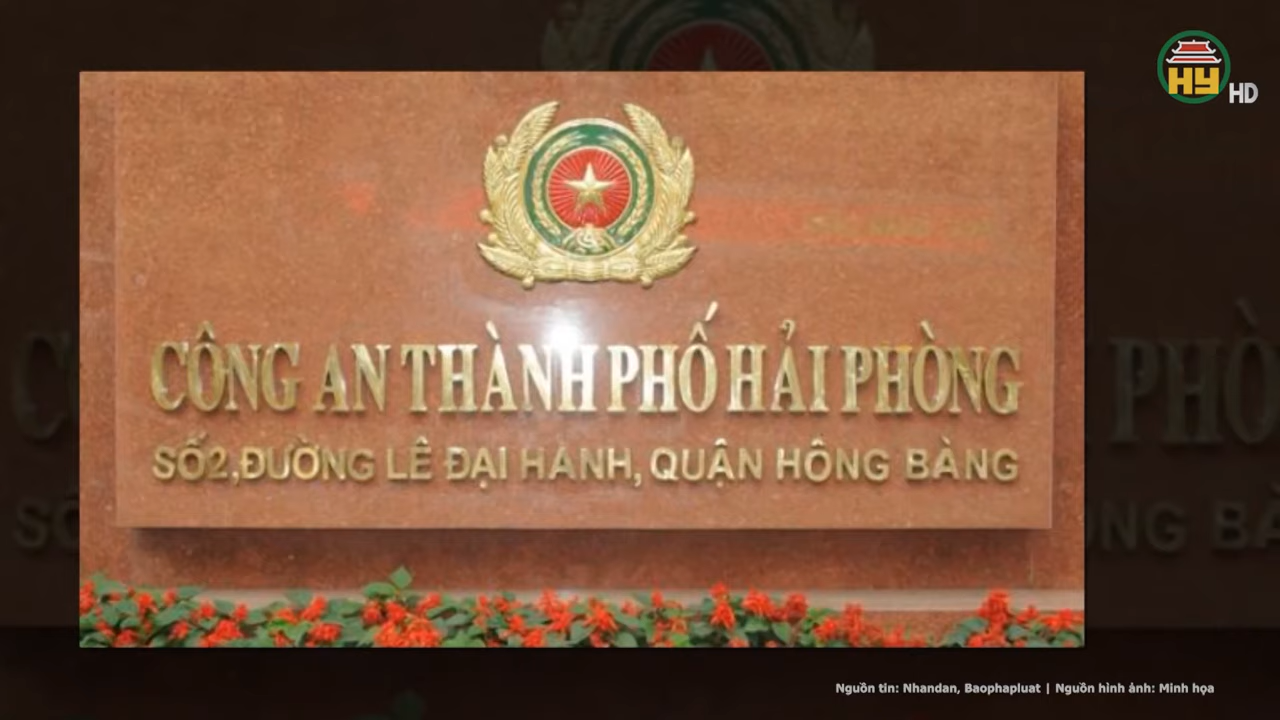 HY HD
CÔNG AN THÀNH PHỐ HẢI PHÒNG
SỐ2,ĐƯỜNG LÊ ĐẠI HÀNH, QUẬN HỒNG BÀNG
Nguồn tin: Nhandan, Baophapluat | Nguồn hình ảnh: Minh họa